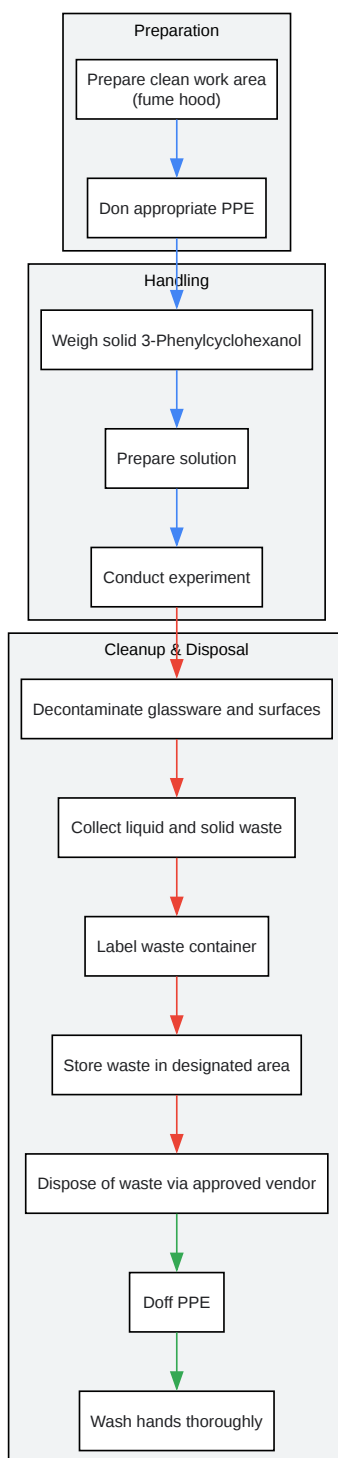 Preparation
Prepare clean work area
(fume hood)
Don appropriate PPE
Handling
Weigh solid 3-Phenylcyclohexanol
Prepare solution
Conduct experiment
Cleanup & Disposal
Decontaminate glassware and surfaces
Collect liquid and solid waste
Label waste container
Store waste in designated area
Dispose of waste via approved vendor
Doff PPE
Wash hands thoroughly